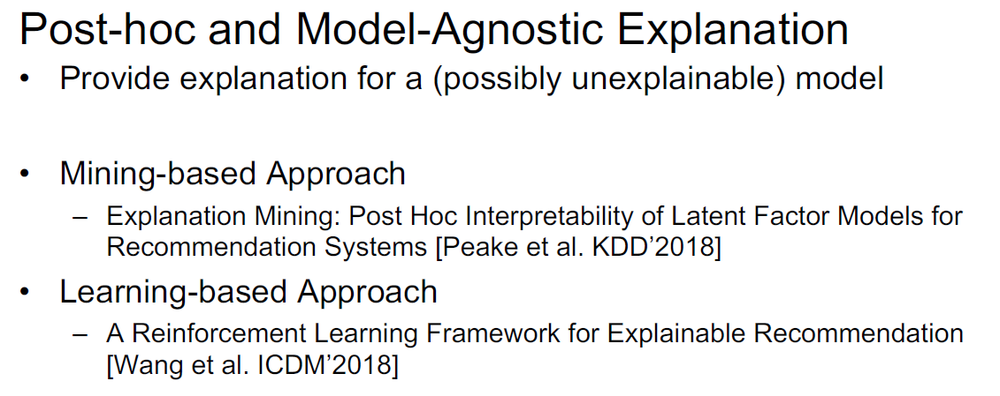 Post-hoc and Model-Agnostic Explanation
• Provide explanation for a (possibly unexplainable) model
• Mining-based Approach
– Explanation Mining: Post Hoc Interpretability of Latent Factor Models for
Recommendation Systems [Peake et al. KDD’2018]
• Learning-based Approach
– A Reinforcement Learning Framework for Explainable Recommendation
[Wang et al. ICDM’2018]